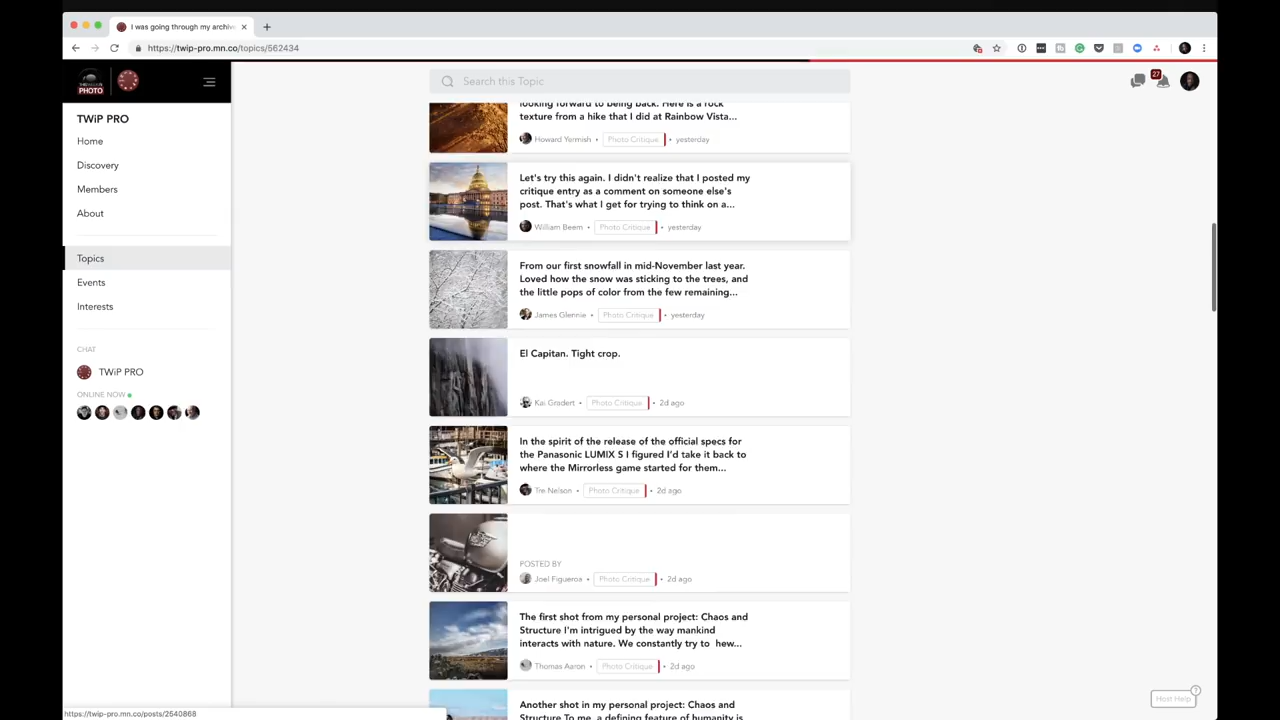 I was going through my archive
https://twip-pro.mn.co/topics/562434
PHOTO
Search this Topic
27
TWiP PRO
Home
Discovery
Members
About
Topics
Events
Interests
CHAT
TWiP PRO
ONLINE NOW
looking forward to being back. Here is a rock
texture from a hike that I did at Rainbow Vista...
Howard Yermish • Photo Critique • yesterday
Let's try this again. I didn't realize that I posted my
critique entry as a comment on someone else's
post. That's what I get for trying to think on a...
William Beem • Photo Critique • yesterday
From our first snowfall in mid-November last year.
Loved how the snow was sticking to the trees, and
the little pops of color from the few remaining...
James Glennie • Photo Critique • yesterday
El Capitan. Tight crop.
Kai Gradert • Photo Critique • 2d ago
In the spirit of the release of the official specs for
the Panasonic LUMIX S I figured I'd take it back to
where the Mirrorless game started for them...
Tre Nelson • Photo Critique • 2d ago
POSTED BY
Joel Figueroa • Photo Critique • 2d ago
The first shot from my personal project: Chaos and
Structure I'm intrigued by the way mankind
interacts with nature. We constantly try to hew...
Thomas Aaron • Photo Critique • 2d ago
Another shot in my personal project: Chaos and
Structure To me, a defining feature of humanity is
Host Help
?
https://twip-pro.mn.co/posts/2540868